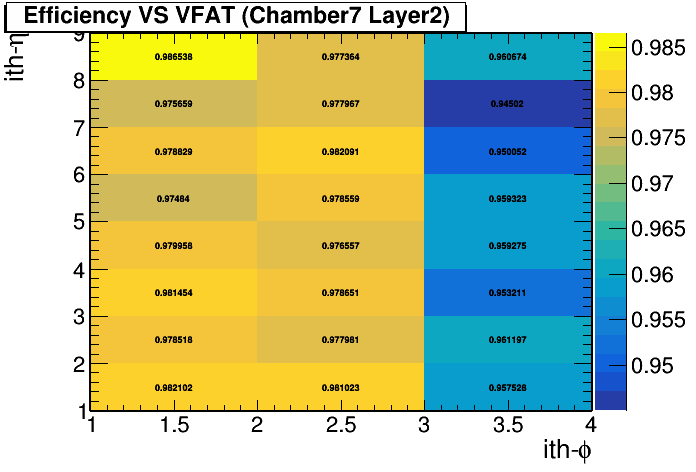 Efficiency VS VFAT (Chamber7 Layer2)
ith-η
9
8
7
6
5
4
3
2
1
0.986538 0.977364 0.960674
0.975659 0.977967 0.94502
0.978829 0.982091 0.950052
0.97484 0.978559 0.959323
0.979958 0.976557 0.959275
0.981454 0.978651 0.953211
0.978518 0.977981 0.961197
0.982102 0.981023 0.957528
1 1.5 2 2.5 3 3.5 4
ith-ϕ
0.985
0.98
0.975
0.97
0.965
0.96
0.955
0.95